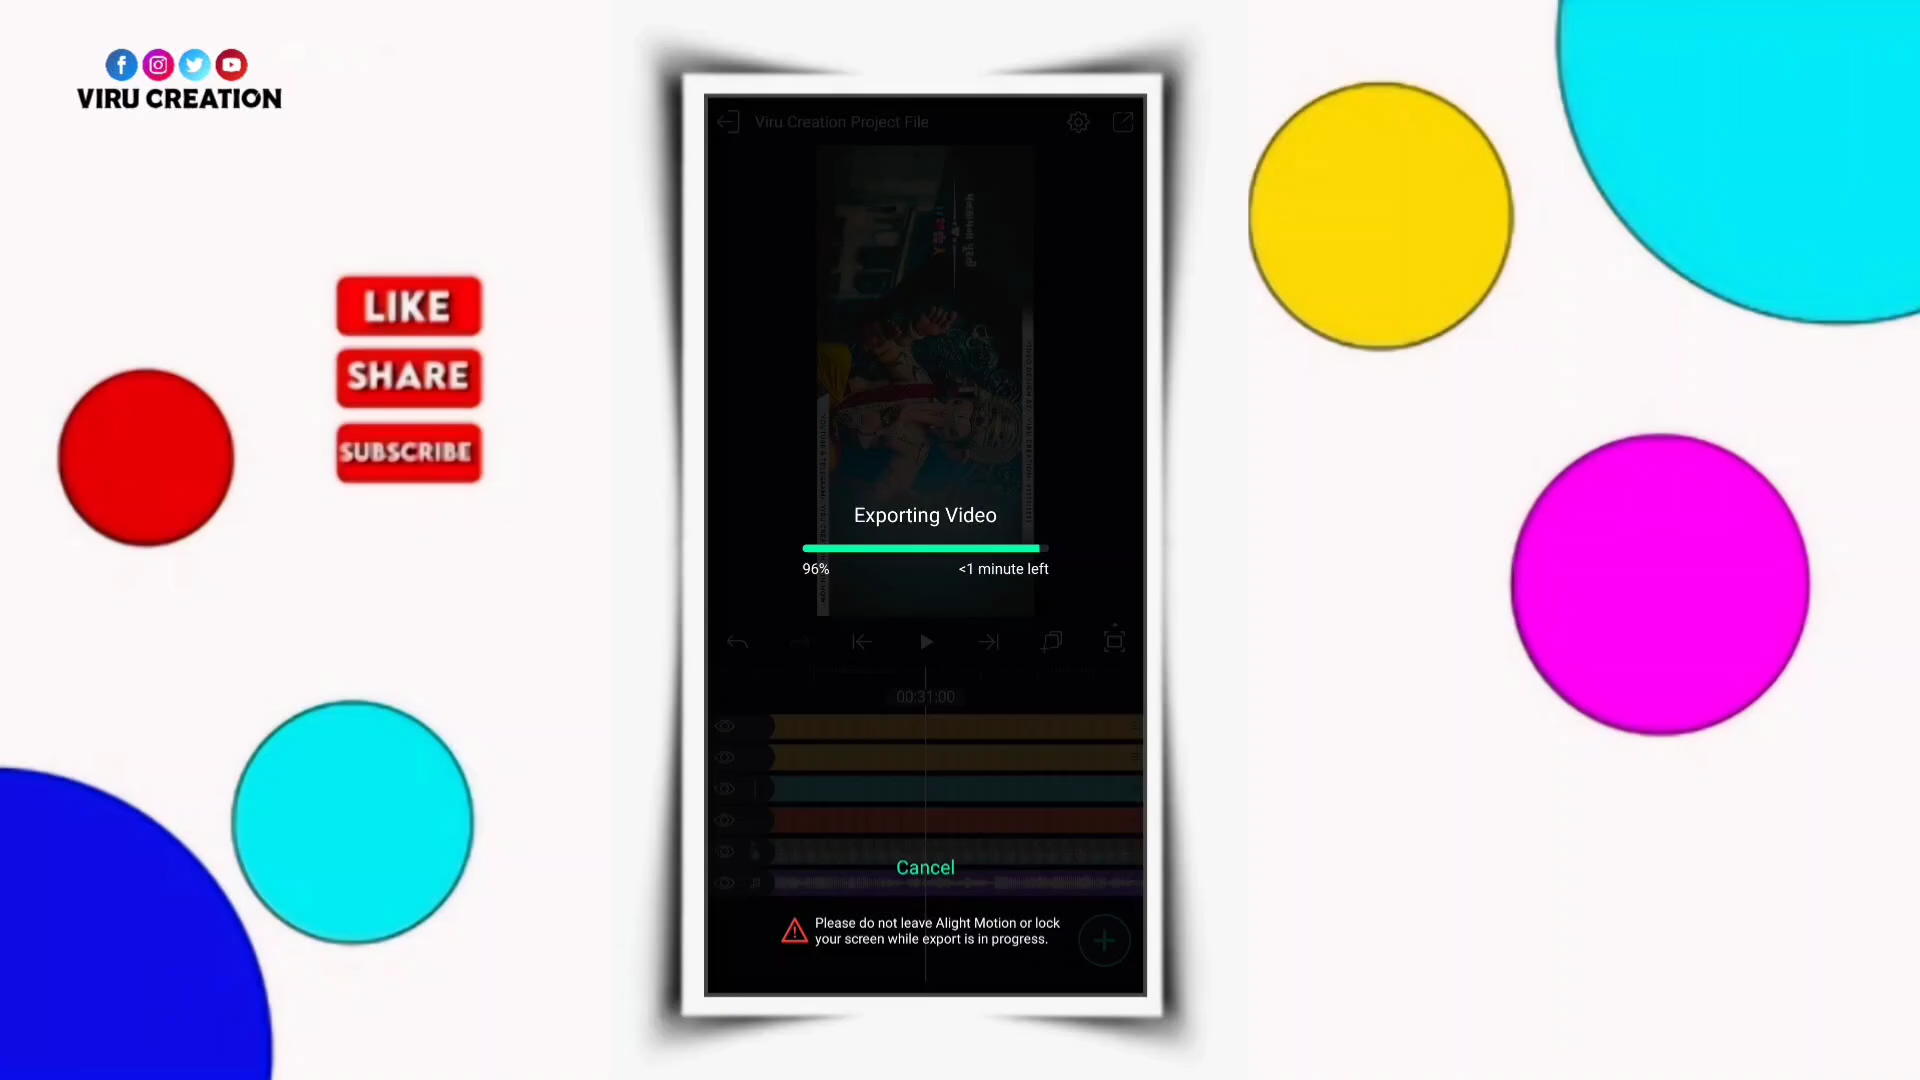 VIRU CREATION
LIKE
SHARE
SUBSCRIBE
Viru Creation Project File
Exporting Video
96%
<1 minute left
00:31:00
Cancel
Please do not leave Alight Motion or lock
your screen while export is in progress.